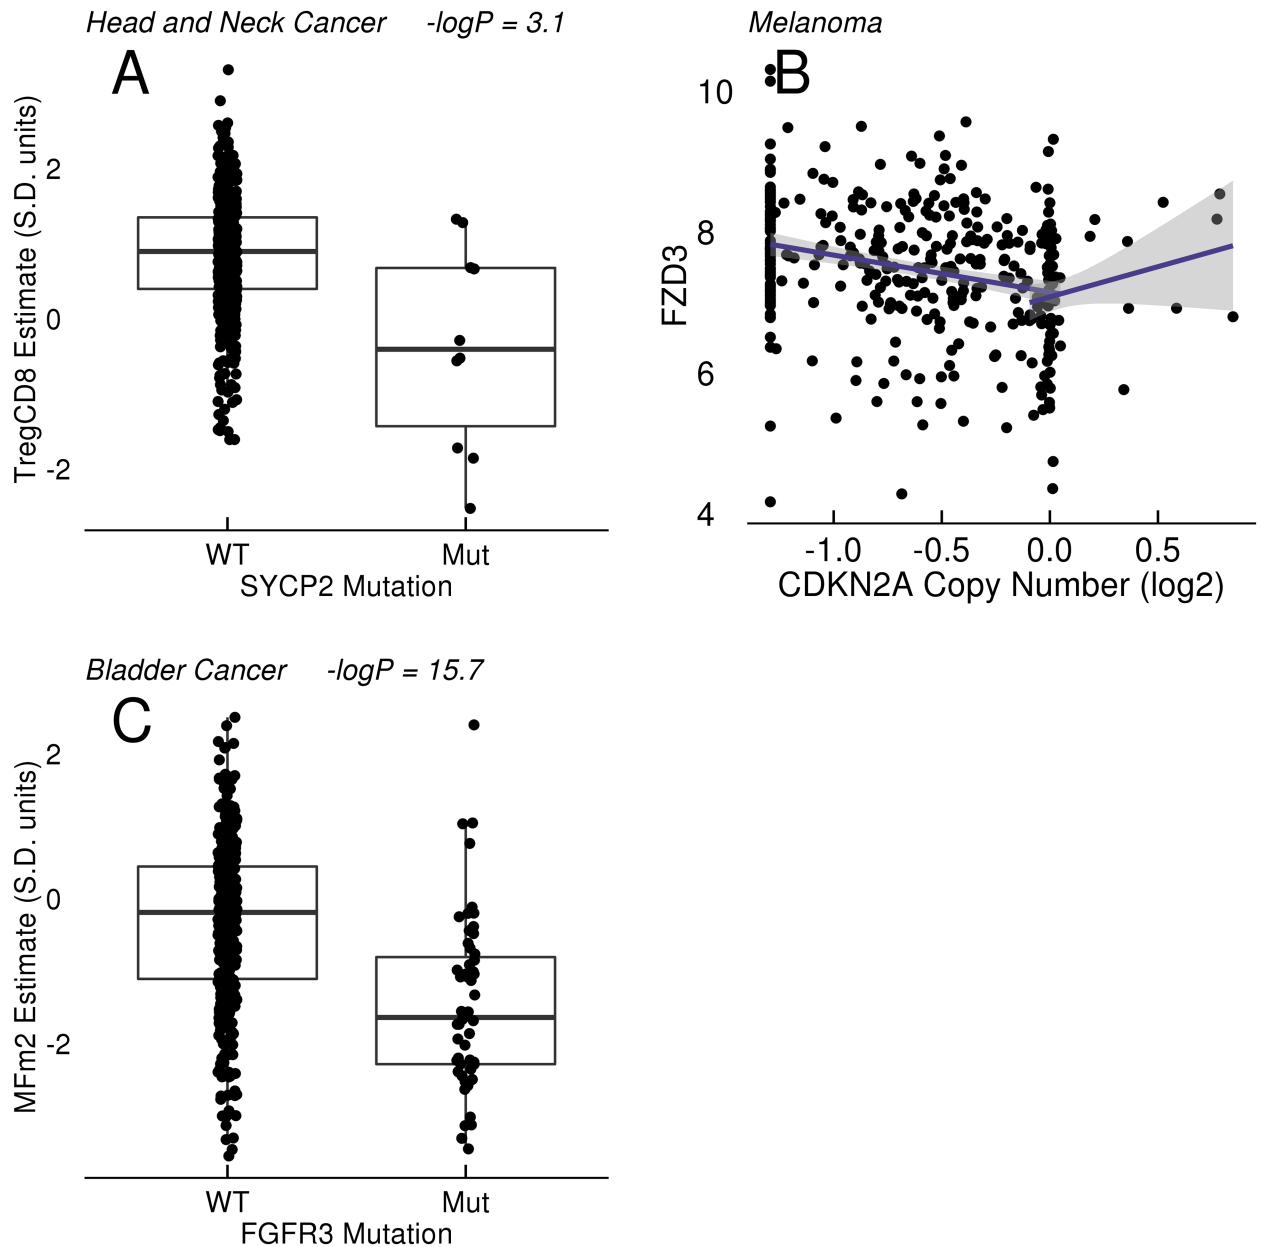 Head and Neck Cancer -logP = 3.1
A
TregCD8 Estimate (S.D. units)
2
0
-2
WT Mut
SYCP2 Mutation
Melanoma
B
FZD3
10
8
6
4
-1.0 -0.5 0.0 0.5
CDKN2A Copy Number (log2)
Bladder Cancer -logP = 15.7
C
MFm2 Estimate (S.D. units)
2
0
-2
WT Mut
FGFR3 Mutation